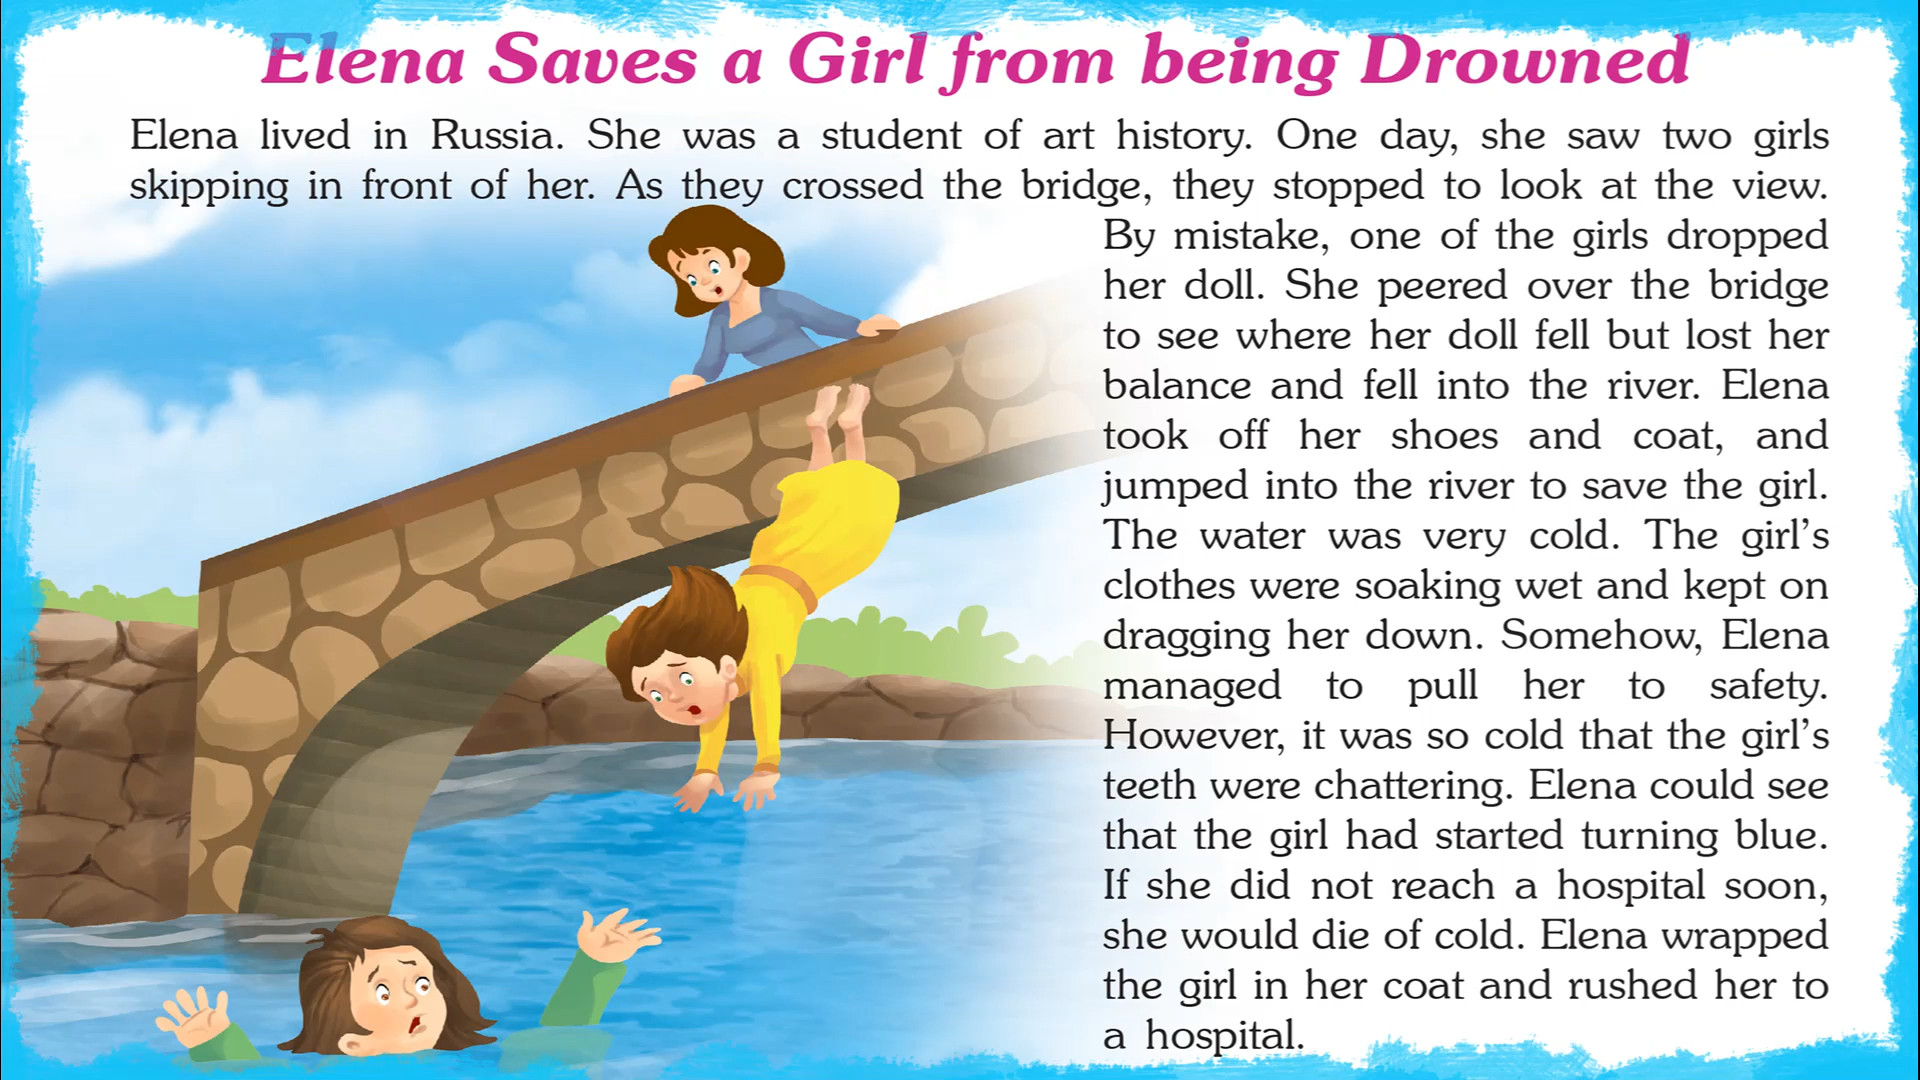 Elena Saves a Girl from being Drowned
Elena lived in Russia. She was a student of art history. One day, she saw two girls
skipping in front of her. As they crossed the bridge, they stopped to look at the view.
By mistake, one of the girls dropped
her doll. She peered over the bridge
to see where her doll fell but lost her
balance and fell into the river. Elena
took off her shoes and coat, and
jumped into the river to save the girl.
The water was very cold. The girl’s
clothes were soaking wet and kept on
dragging her down. Somehow, Elena
managed to pull her to safety.
However, it was so cold that the girl’s
teeth were chattering. Elena could see
that the girl had started turning blue.
If she did not reach a hospital soon,
she would die of cold. Elena wrapped
the girl in her coat and rushed her to
a hospital.